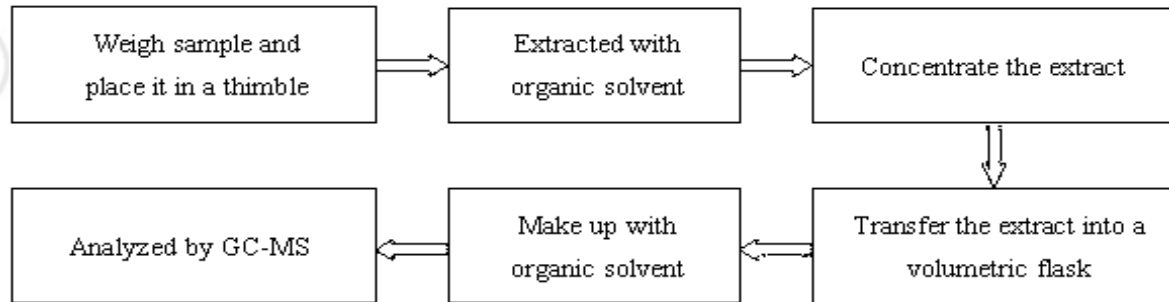 Weigh sample and
place it in a thimble
Extracted with
organic solvent
Concentrate the extract
Transfer the extract into a
volumetric flask
Make up with
organic solvent
Analyzed by GC-MS